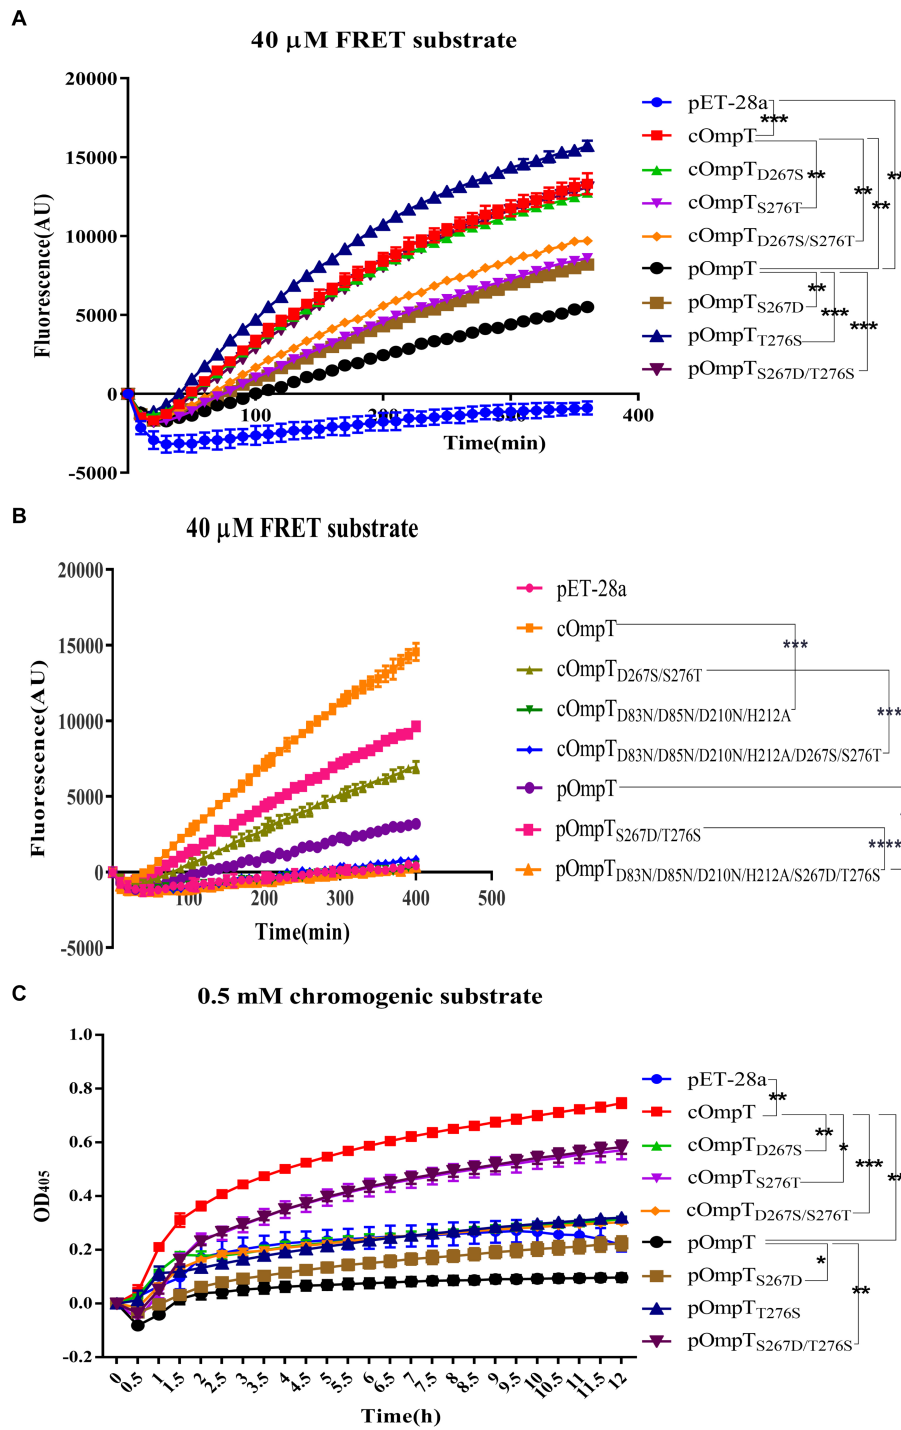 A
40 μM FRET substrate
Fluorescence(AU)
20000
15000
10000
5000
0
-5000
100
400
Time(min)
pET-28a
cOmpT
cOmpTD267S
cOmpTS276T
cOmpTD267S/S276T
pOmpT
pOmpTS267D
pOmpTT276S
pOmpTS267D/T276S
***
**
**
**
**
**
***
***
B
40 μM FRET substrate
Fluorescence(AU)
20000
15000
10000
5000
0
-5000
100
200
300
400
500
Time(min)
pET-28a
cOmpT
cOmpTD267S/S276T
cOmpTD83N/D85N/D210N/H212A
cOmpTD83N/D85N/D210N/H212A/D267S/S276T
pOmpT
pOmpTS267D/T276S
pOmpTD83N/D85N/D210N/H212A/S267D/T276S
***
***
****
C
0.5 mM chromogenic substrate
OD405
1.0
0.8
0.6
0.4
0.2
0.0
-0.2
0 0.5 1 1.5 2 2.5 3 3.5 4 4.5 5 5.5 6 6.5 7 7.5 8 8.5 9 9.5 10 10.5 11 11.5 12
Time(h)
pET-28a
cOmpT
cOmpTD267S
cOmpTS276T
cOmpTD267S/S276T
pOmpT
pOmpTS267D
pOmpTT276S
pOmpTS267D/T276S
**
**
*
***
**
*
**